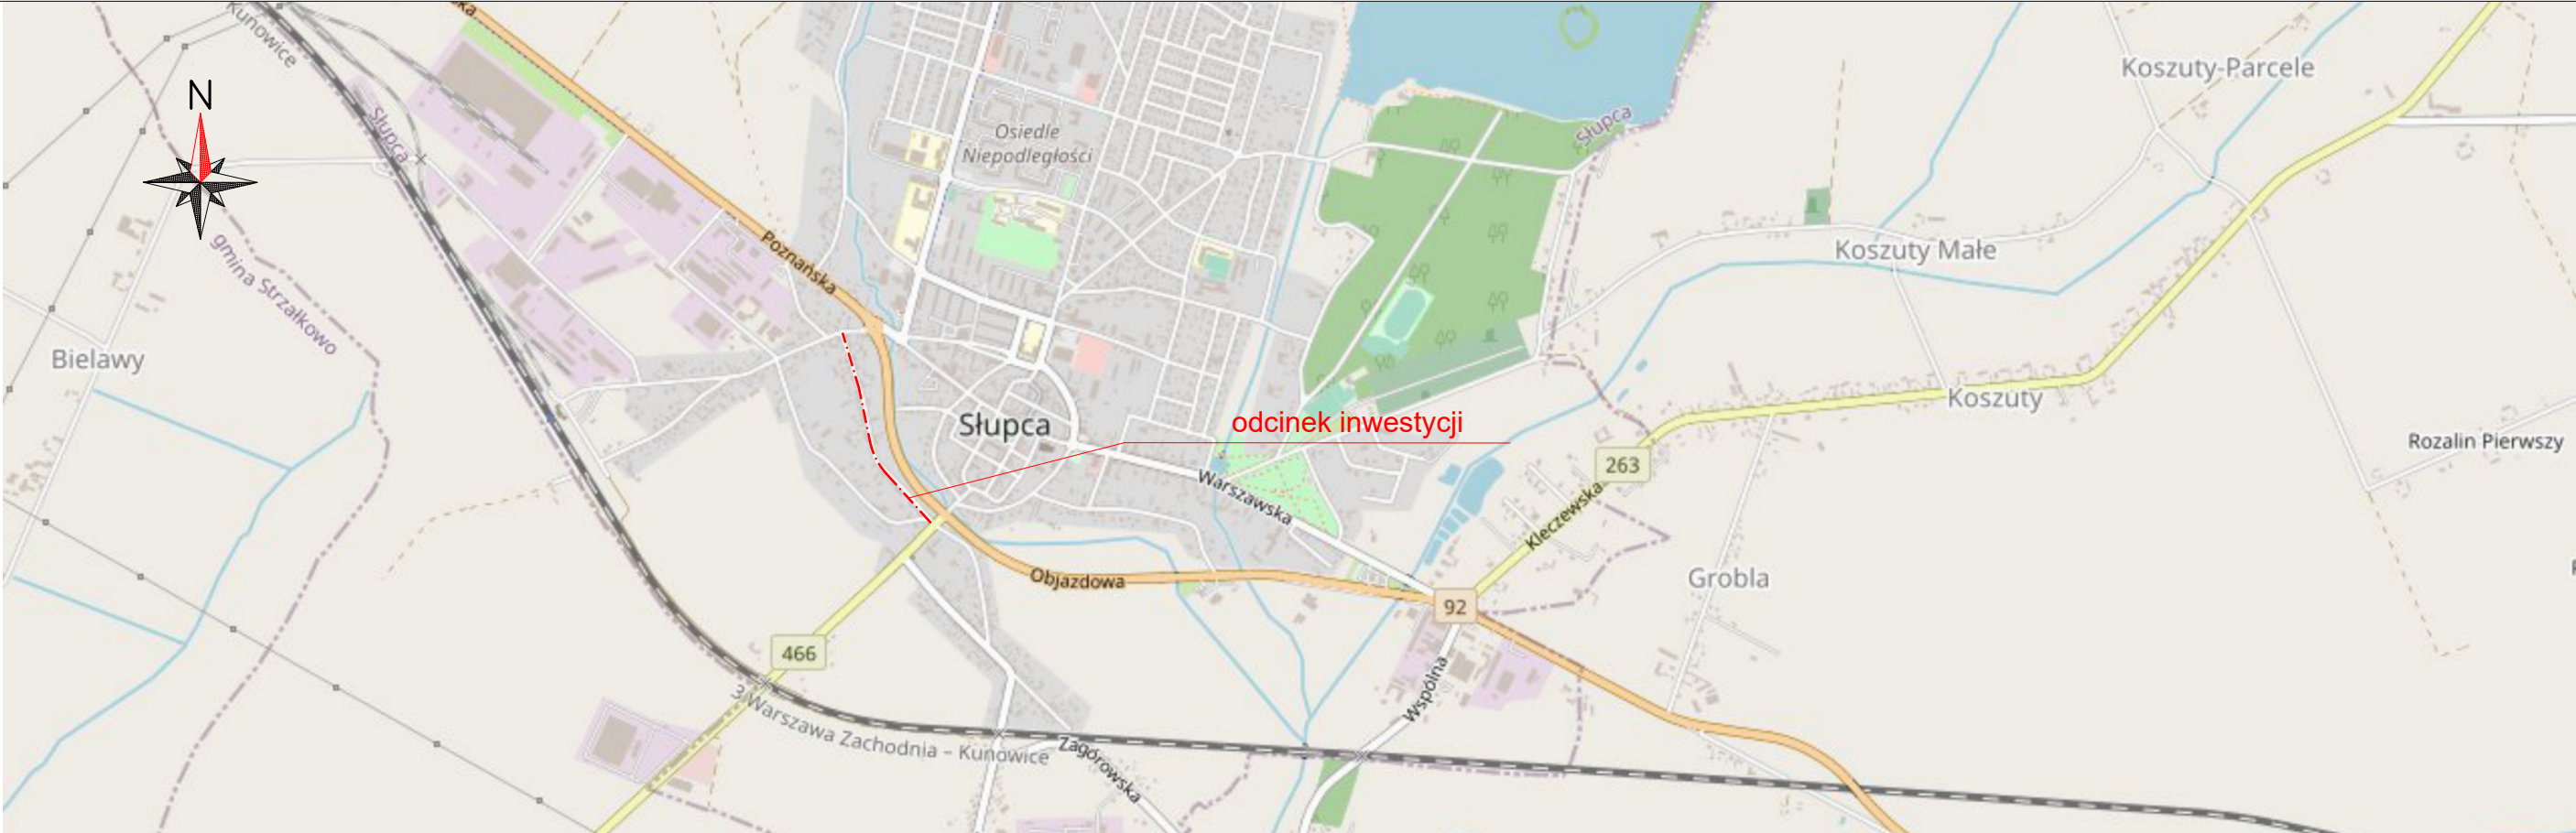 Kunowice
ka
Koszuty-Parcele
N
Słupca
Osiedle
Niepodległości
Słupca
gmina Strzałkowo
Poznańska
Koszuty Małe
Bielawy
Koszuty
Słupca
odcinek inwestycji
Rozalin Pierwszy
263
Warszawska
Kleczewska
Objazdowa
Grobla
92
466
Wspólna
3 Warszawa Zachodnia – Kunowice
Zagórowska